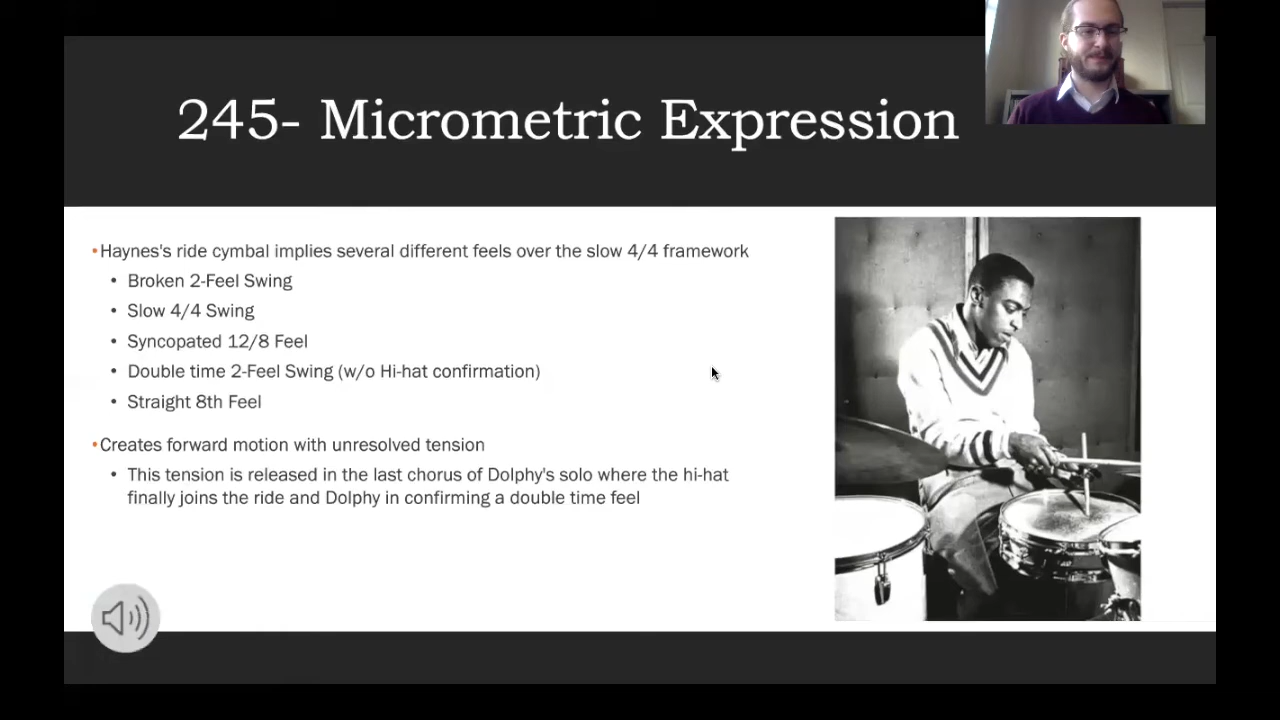 245- Micrometric Expression
•Haynes's ride cymbal implies several different feels over the slow 4/4 framework
• Broken 2-Feel Swing
• Slow 4/4 Swing
• Syncopated 12/8 Feel
• Double time 2-Feel Swing (w/o Hi-hat confirmation)
• Straight 8th Feel
•Creates forward motion with unresolved tension
• This tension is released in the last chorus of Dolphy's solo where the hi-hat
finally joins the ride and Dolphy in confirming a double time feel